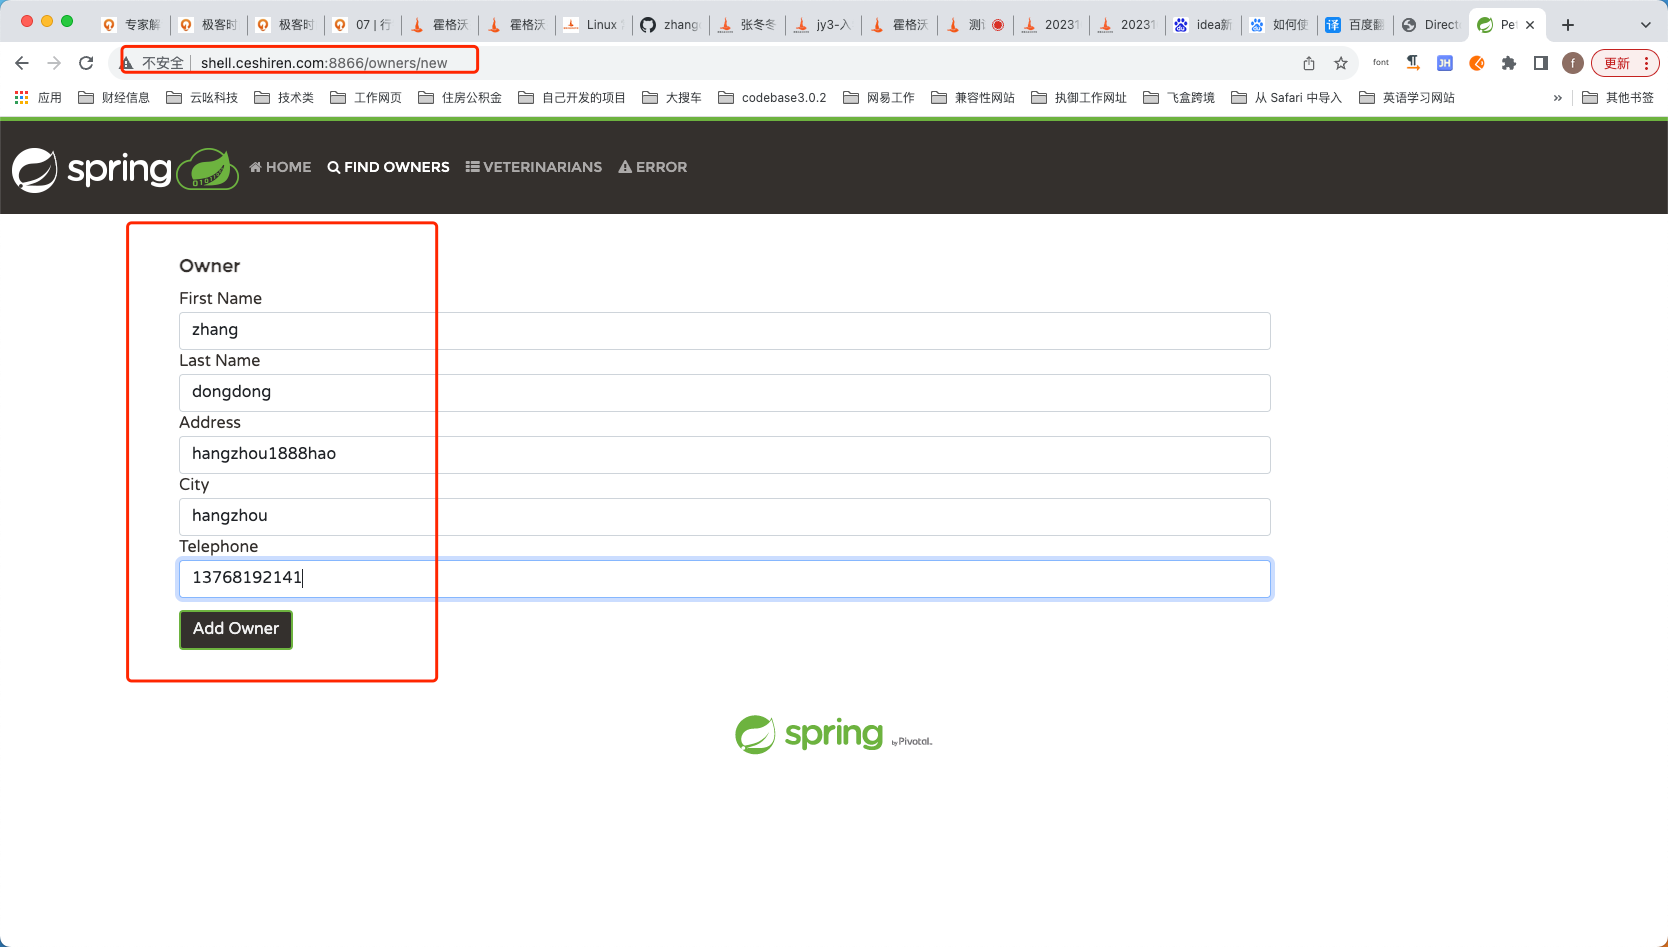 专家解 极客时 极客时 07 | 行 霍格沃 霍格沃 Linux zhang 张冬冬 jy3-入 霍格沃 测试 20231 20231 idea新 如何使 百度翻 Direct Pe
不安全 shell.ceshiren.com:8866/owners/new font JH f 更新
应用 财经信息 云吆科技 技术类 工作网页 住房公积金 自己开发的项目 大搜车 codebase3.0.2 网易工作 兼容性网站 执御工作网址 飞盒跨境 从 Safari 中导入 英语学习网站 » 其他书签
spring HOME FIND OWNERS VETERINARIANS ERROR
Owner
First Name
zhang
Last Name
dongdong
Address
hangzhou1888hao
City
hangzhou
Telephone
13768192141
Add Owner
spring by Pivotal.